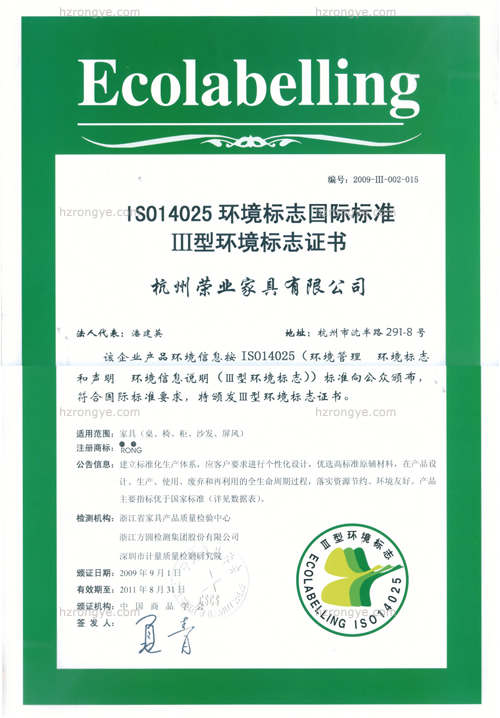 hzrongye.com hzrongye.com
Ecolabelling
编号：2009-III-002-015
ISO14025 环境标志国际标准
hzrongye.com hzrongye.com
III型环境标志证书
杭州荣业家具有限公司
法人代表：潘建英 地址：杭州市沈半路 291-8 号
该企业产品环境信息按 ISO14025（环境管理 环境标志
和声明 环境信息说明（III型环境标志））标准向公众颁布，
符合国际标准要求，特颁发III型环境标志证书。
hzrongye.com hzrongye.com
适用范围：家具（桌、椅、柜、沙发、屏风）
注册商标：RONG
公告信息：建立标准化生产体系，应客户要求进行个性化设计，优选高标准原辅材料，在产品设
计、生产、使用、废弃和再利用的全生命周期过程，落实资源节约、环境友好。产品
主要指标优于国家标准（详见数据表）。
检测机构：浙江省家具产品质量检验中心
浙江方圆检测集团股份有限公司
深圳市计量质量检测研究院
颁证日期：2009 年 9 月 1 日
有效期至：2011 年 8 月 31 日
颁证机构：中 国 商 品 学 会
签 发 人：
hzrongye.com hzrongye.com
III型环境标志
ECOLABELLING ISO14025